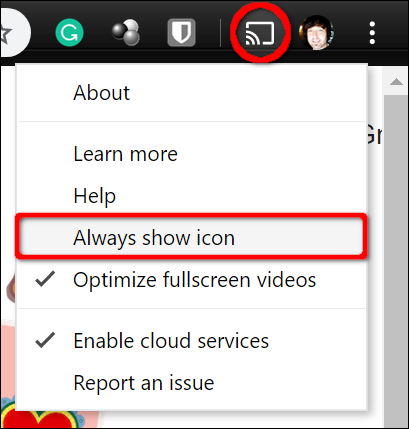 G
About
Gr
Learn more
Help
Always show icon
Optimize fullscreen videos
Enable cloud services
Report an issue